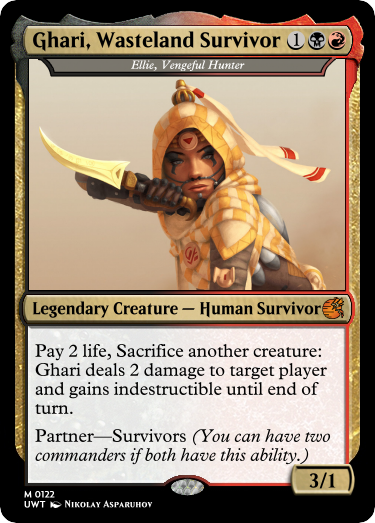 Ghari, Wasteland Survivor 1
Ellie, Vengeful Hunter
Legendary Creature — Human Survivor
Pay 2 life, Sacrifice another creature:
Ghari deals 2 damage to target player
and gains indestructible until end of
turn.
Partner—Survivors (You can have two
commanders if both have this ability.)
3/1
M 0122
UWT NIKOLAY ASPARUHOV